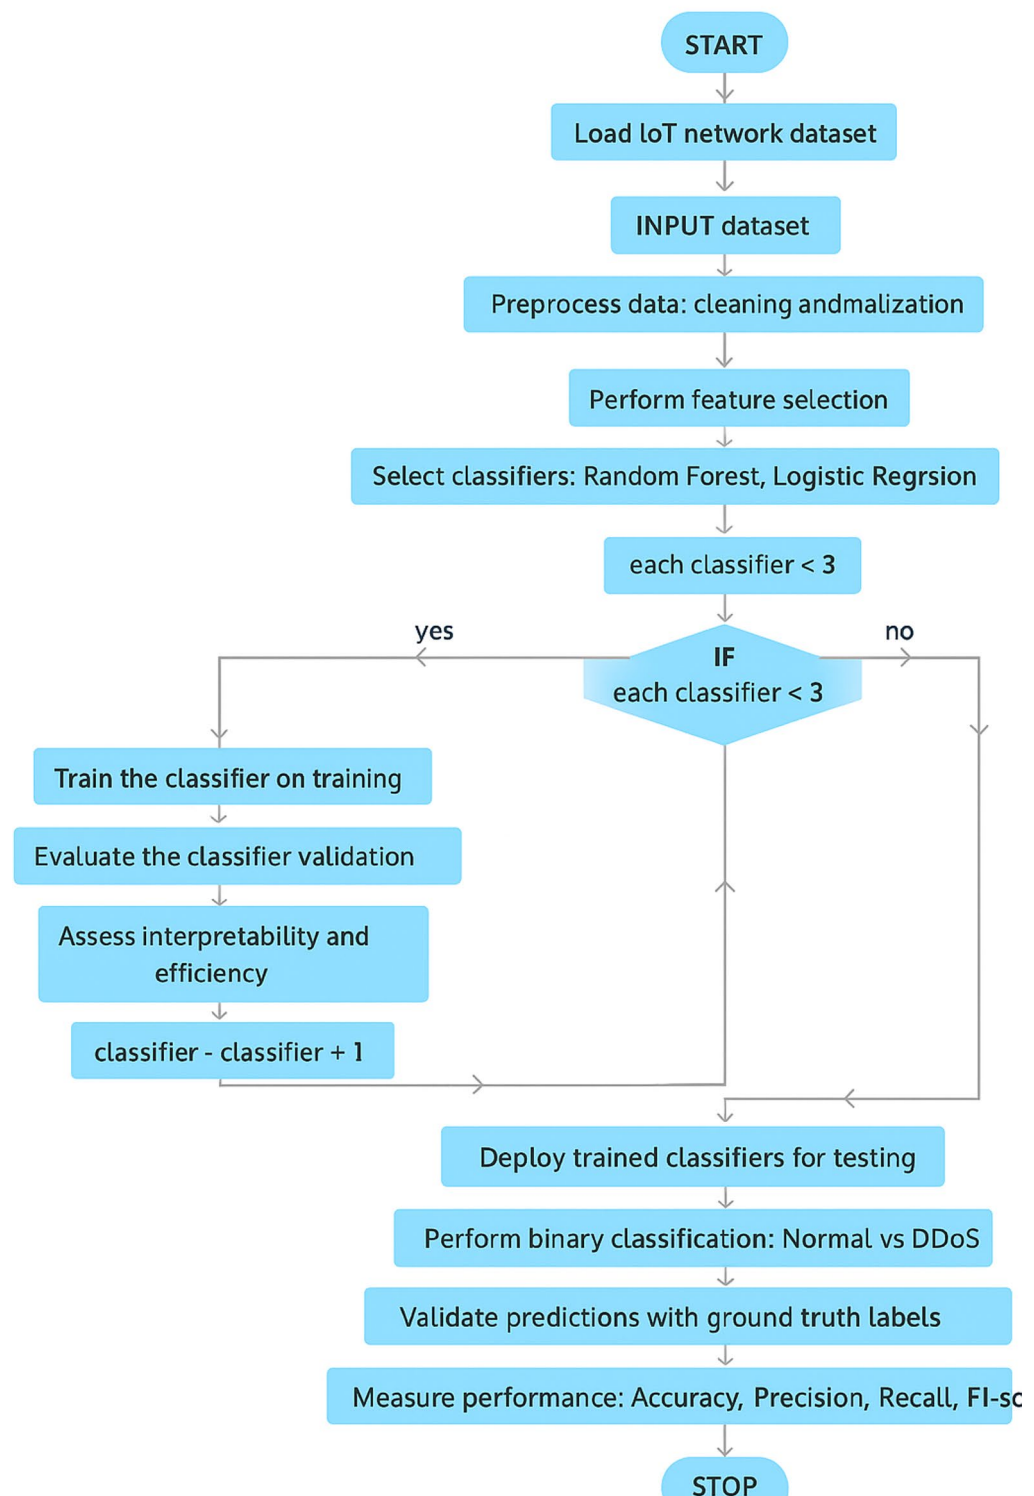 START
Load loT network dataset
INPUT dataset
Preprocess data: cleaning andmalization
Perform feature selection
Select classifiers: Random Forest, Logistic Regrsion
each classifier < 3
yes
no
IF
each classifier < 3
Train the classifier on training
Evaluate the classifier validation
Assess interpretability and
efficiency
classifier - classifier + 1
Deploy trained classifiers for testing
Perform binary classification: Normal vs DDoS
Validate predictions with ground truth labels
Measure performance: Accuracy, Precision, Recall, FI-sc
STOP